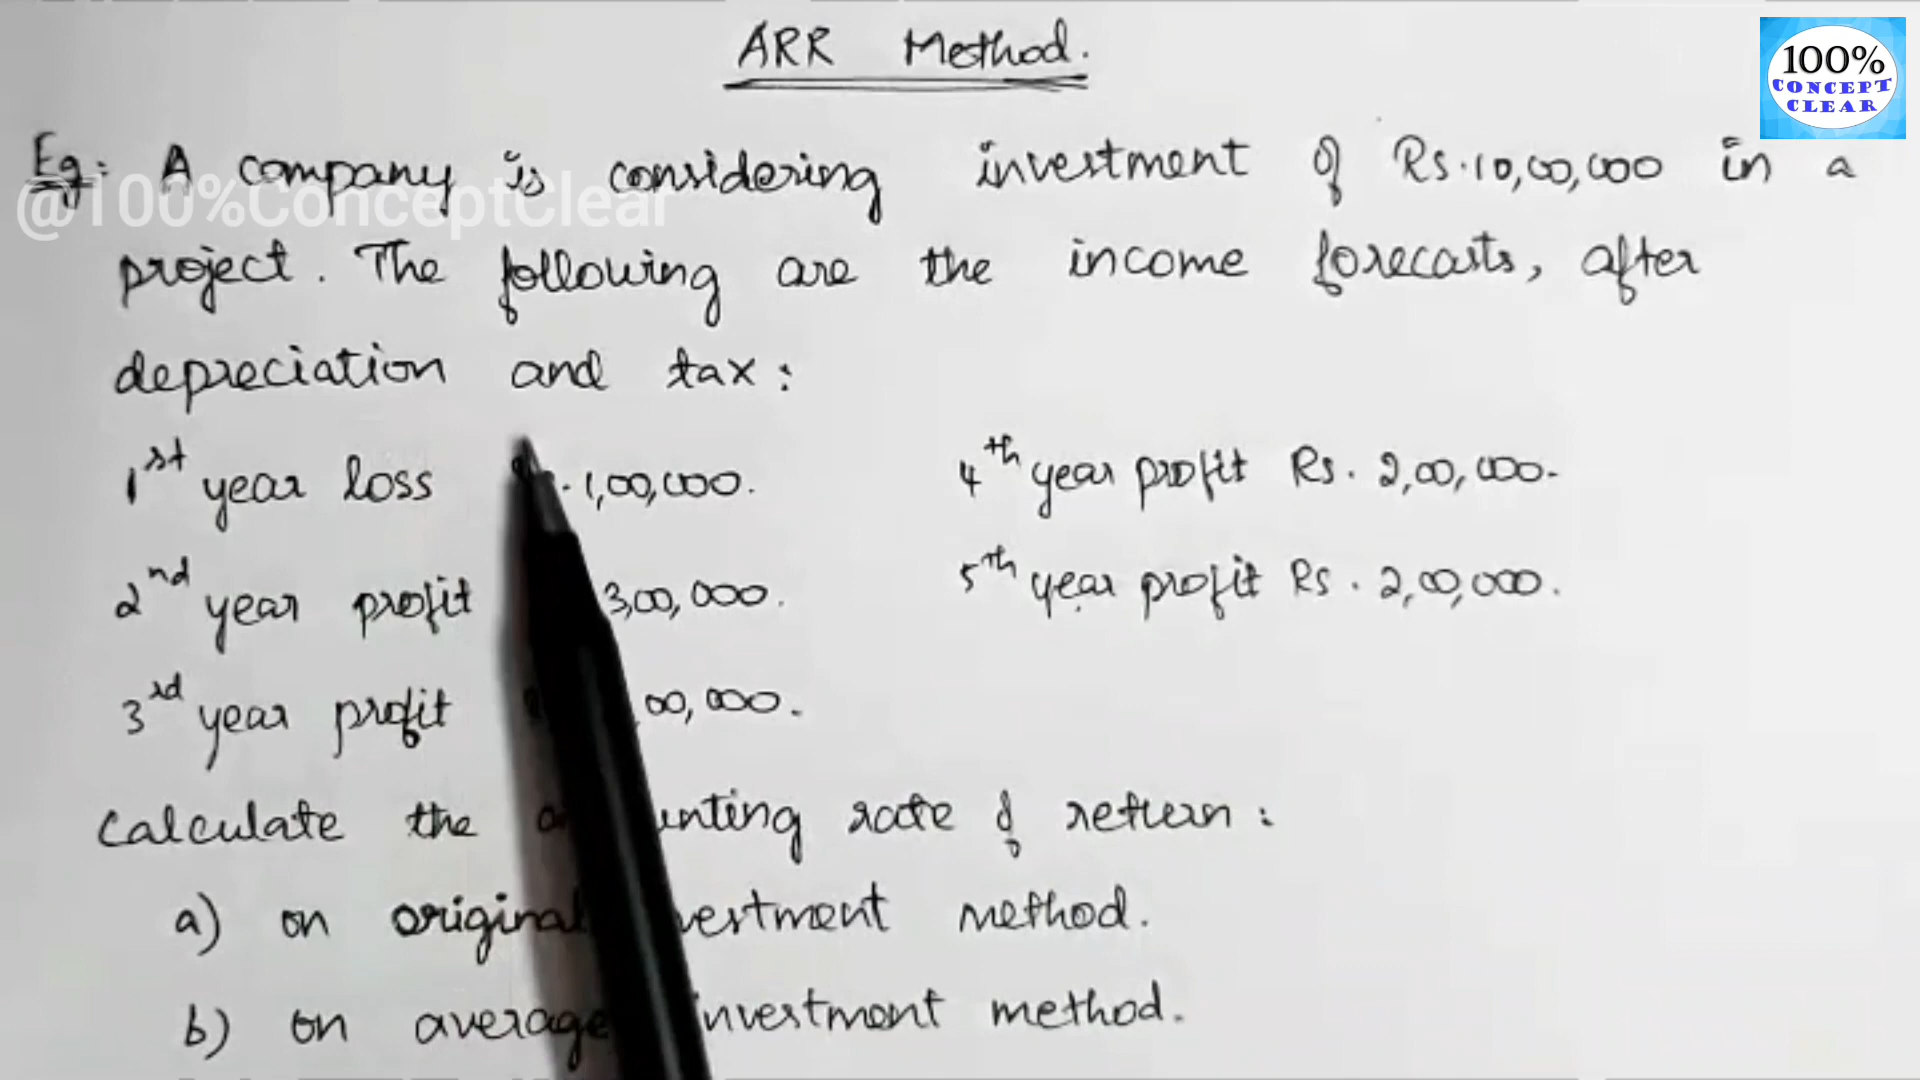 ARR Method.
100%
CONCEPT
CLEAR
Eg: A company is considering investment of Rs.10,00,000 in a
@100%ConceptClear
project. The following are the income forecasts, after
depreciation and tax:
1st year loss . 1,00,000.
4th year profit Rs. 2,00,000.
2nd year profit 3,00,000.
5th year profit Rs. 2,00,000.
3rd year profit ,00,000.
Calculate the rate of return:
a) on original method.
b) on average investment method.